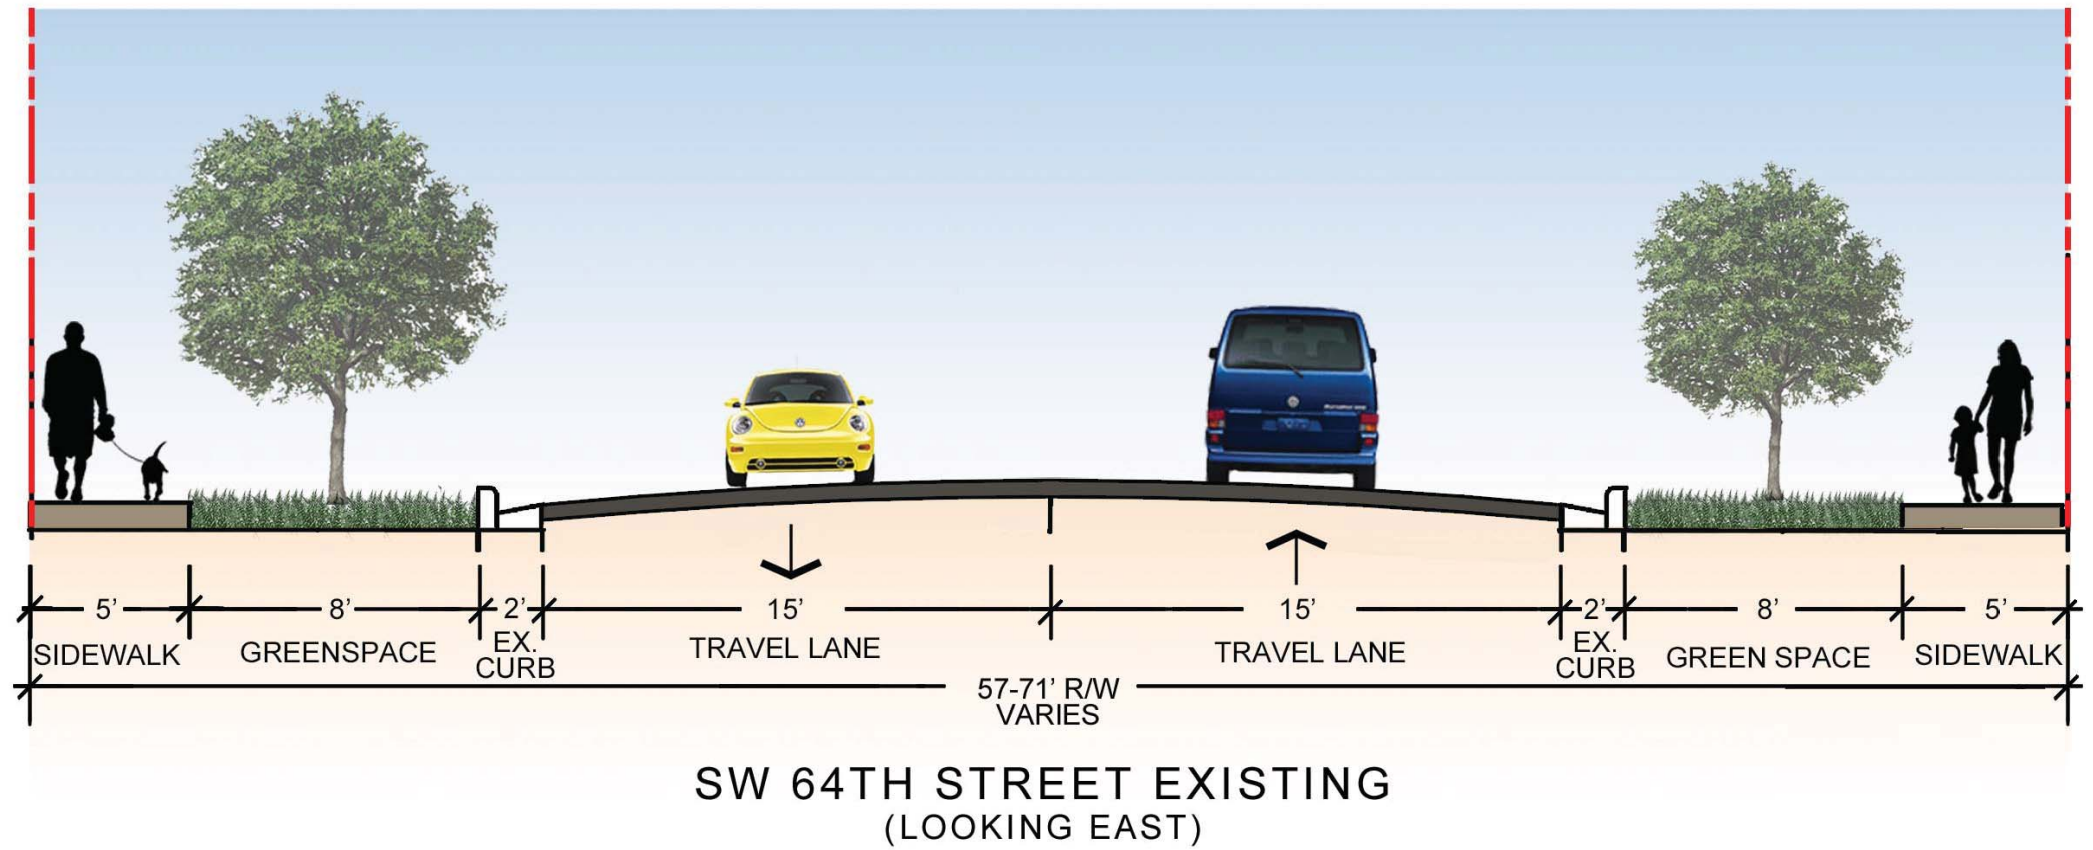 5' 8' 2' 15' 15' 2' 8' 5'
SIDEWALK GREENSPACE EX. CURB TRAVEL LANE TRAVEL LANE EX. CURB GREEN SPACE SIDEWALK
57-71' R/W
VARIES
SW 64TH STREET EXISTING
(LOOKING EAST)